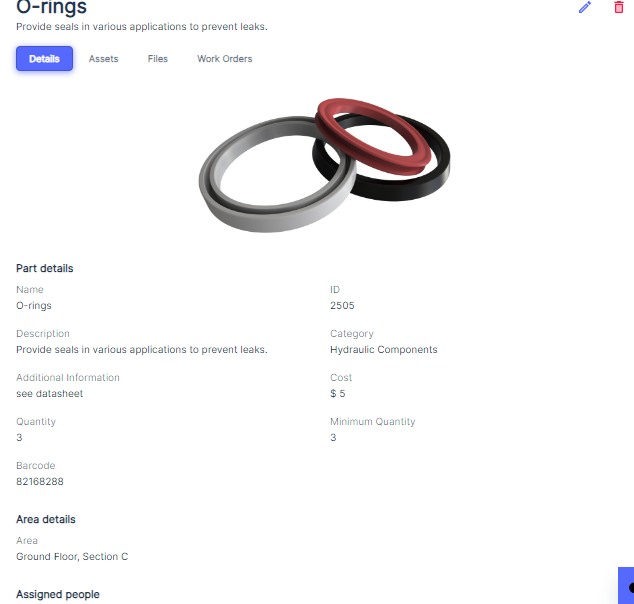 O-rings
Provide seals in various applications to prevent leaks.
Details Assets Files Work Orders
Part details
Name ID
O-rings 2505
Description Category
Provide seals in various applications to prevent leaks. Hydraulic Components
Additional Information Cost
see datasheet $ 5
Quantity Minimum Quantity
3 3
Barcode
82168288
Area details
Area
Ground Floor, Section C
Assigned people